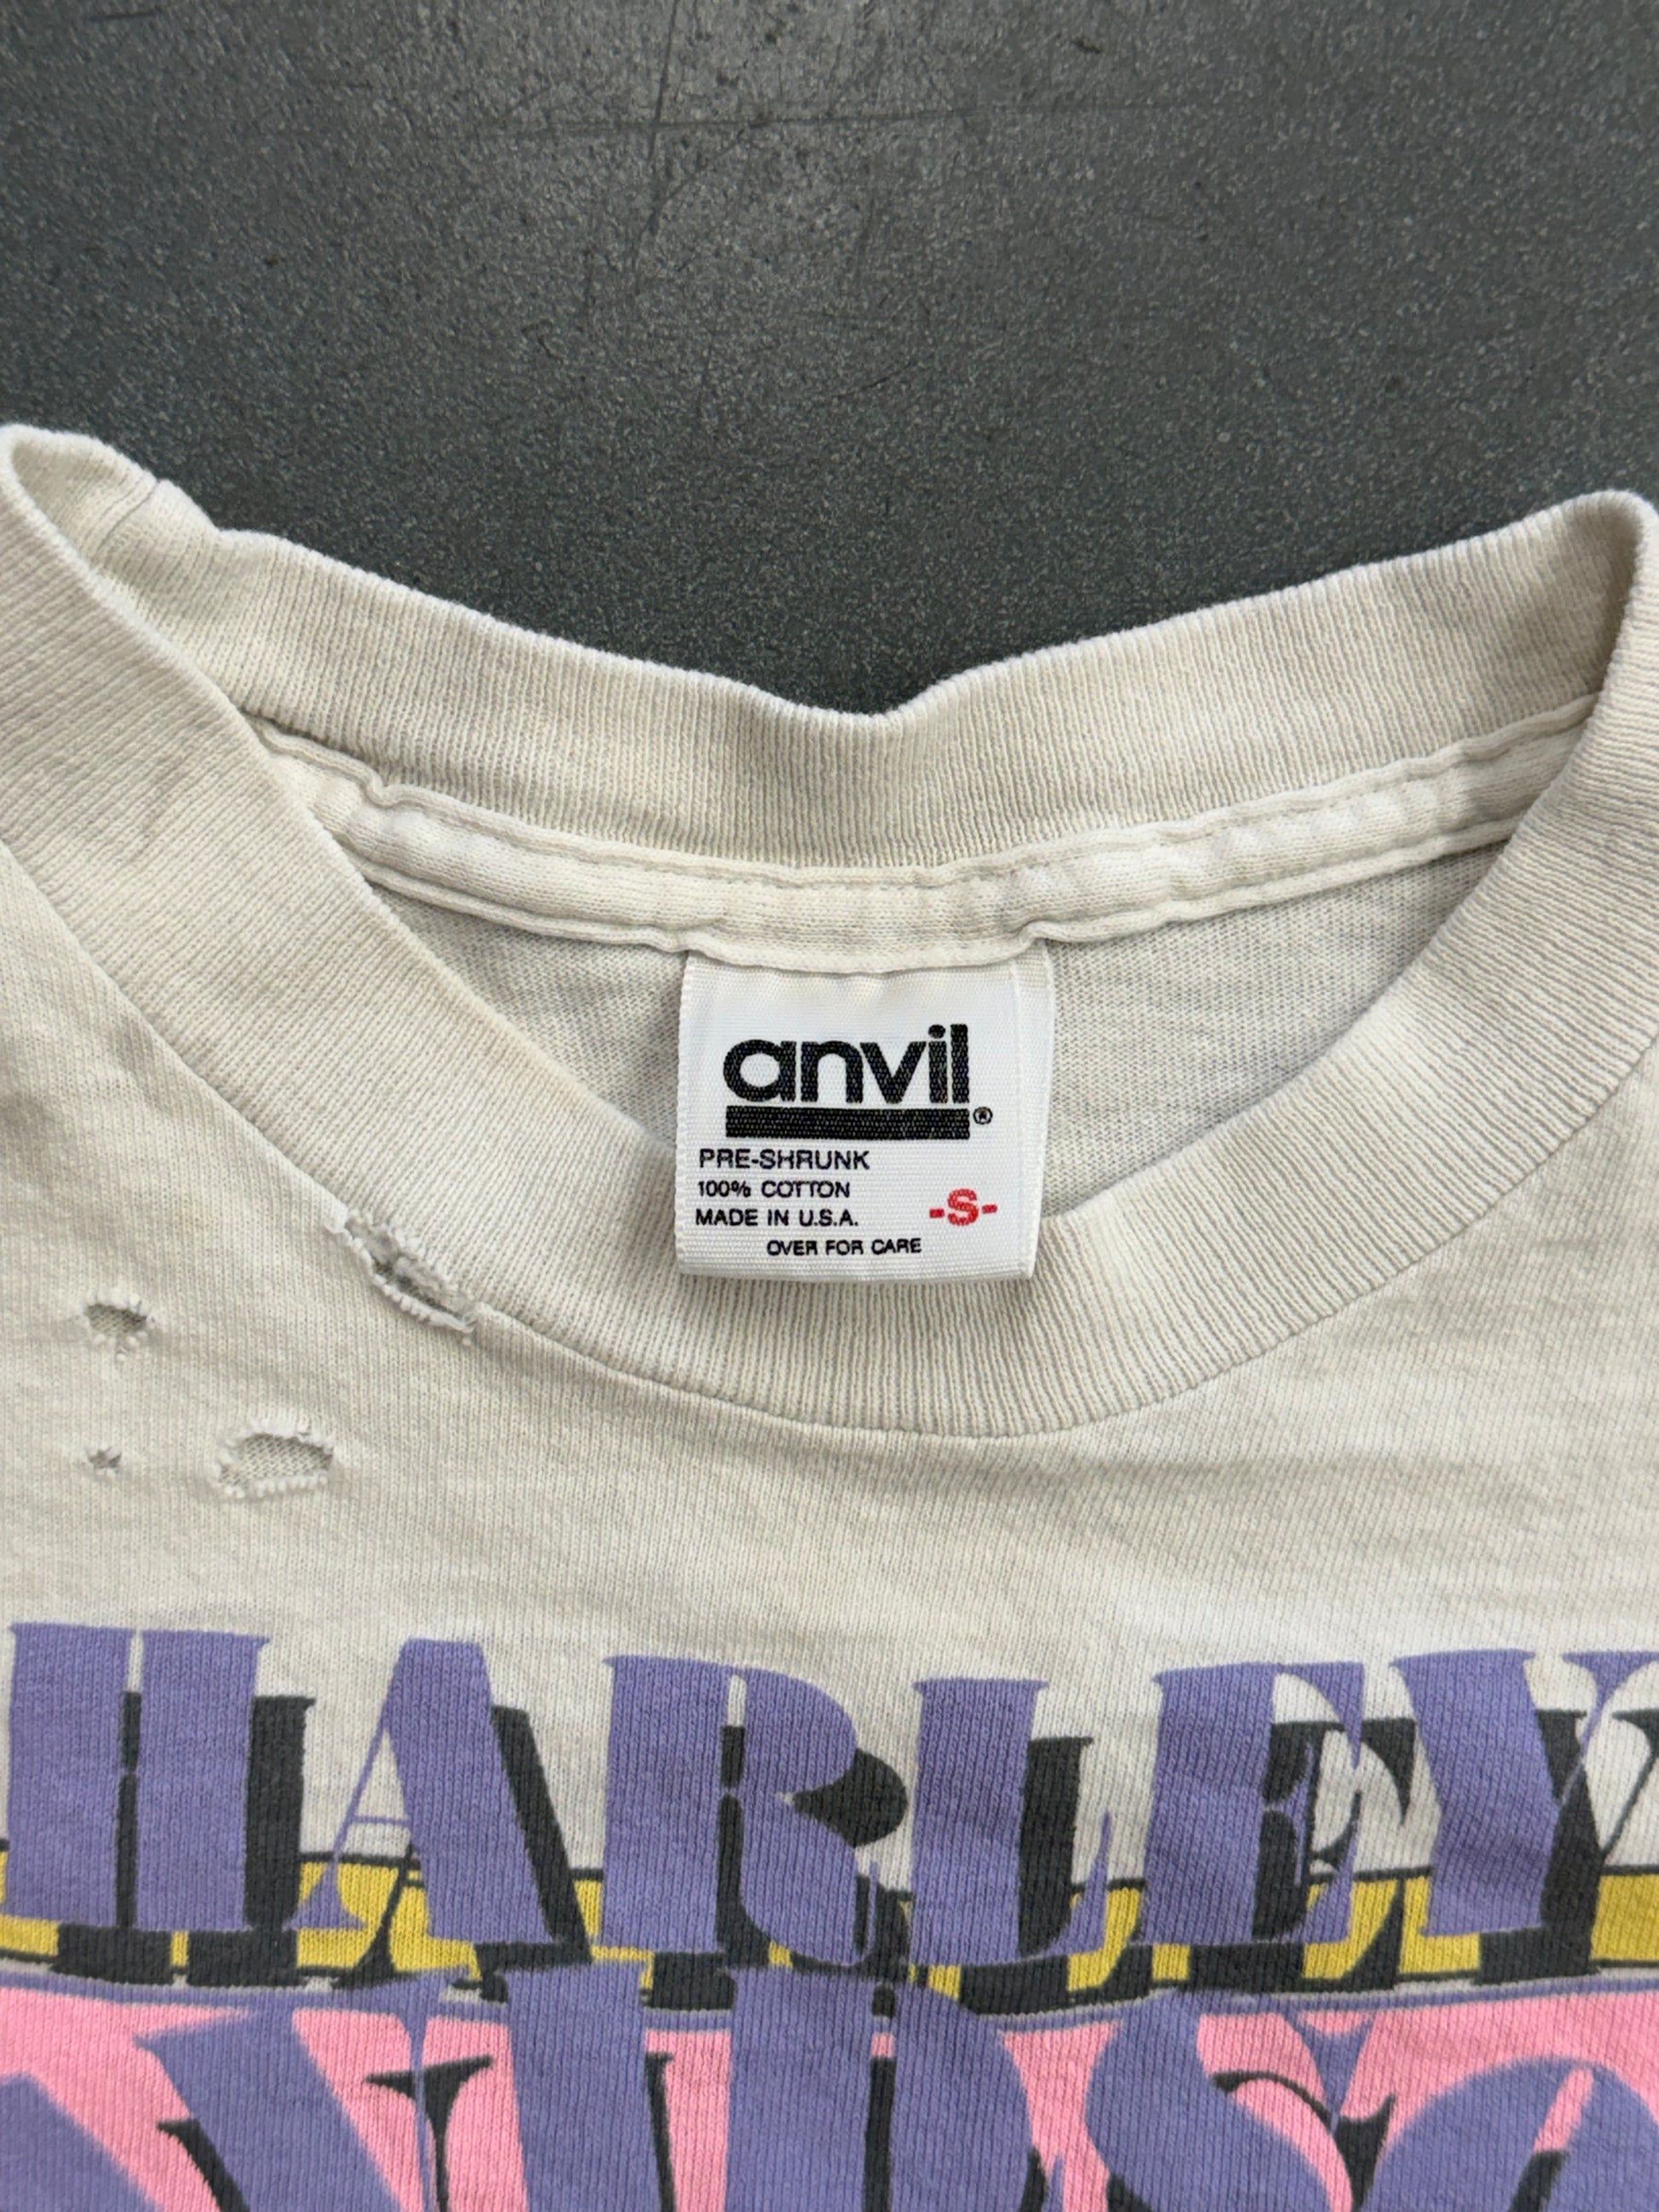 anvil®
PRE-SHRUNK
100% COTTON
MADE IN U.S.A.
-S-
OVER FOR CARE
HARLEY